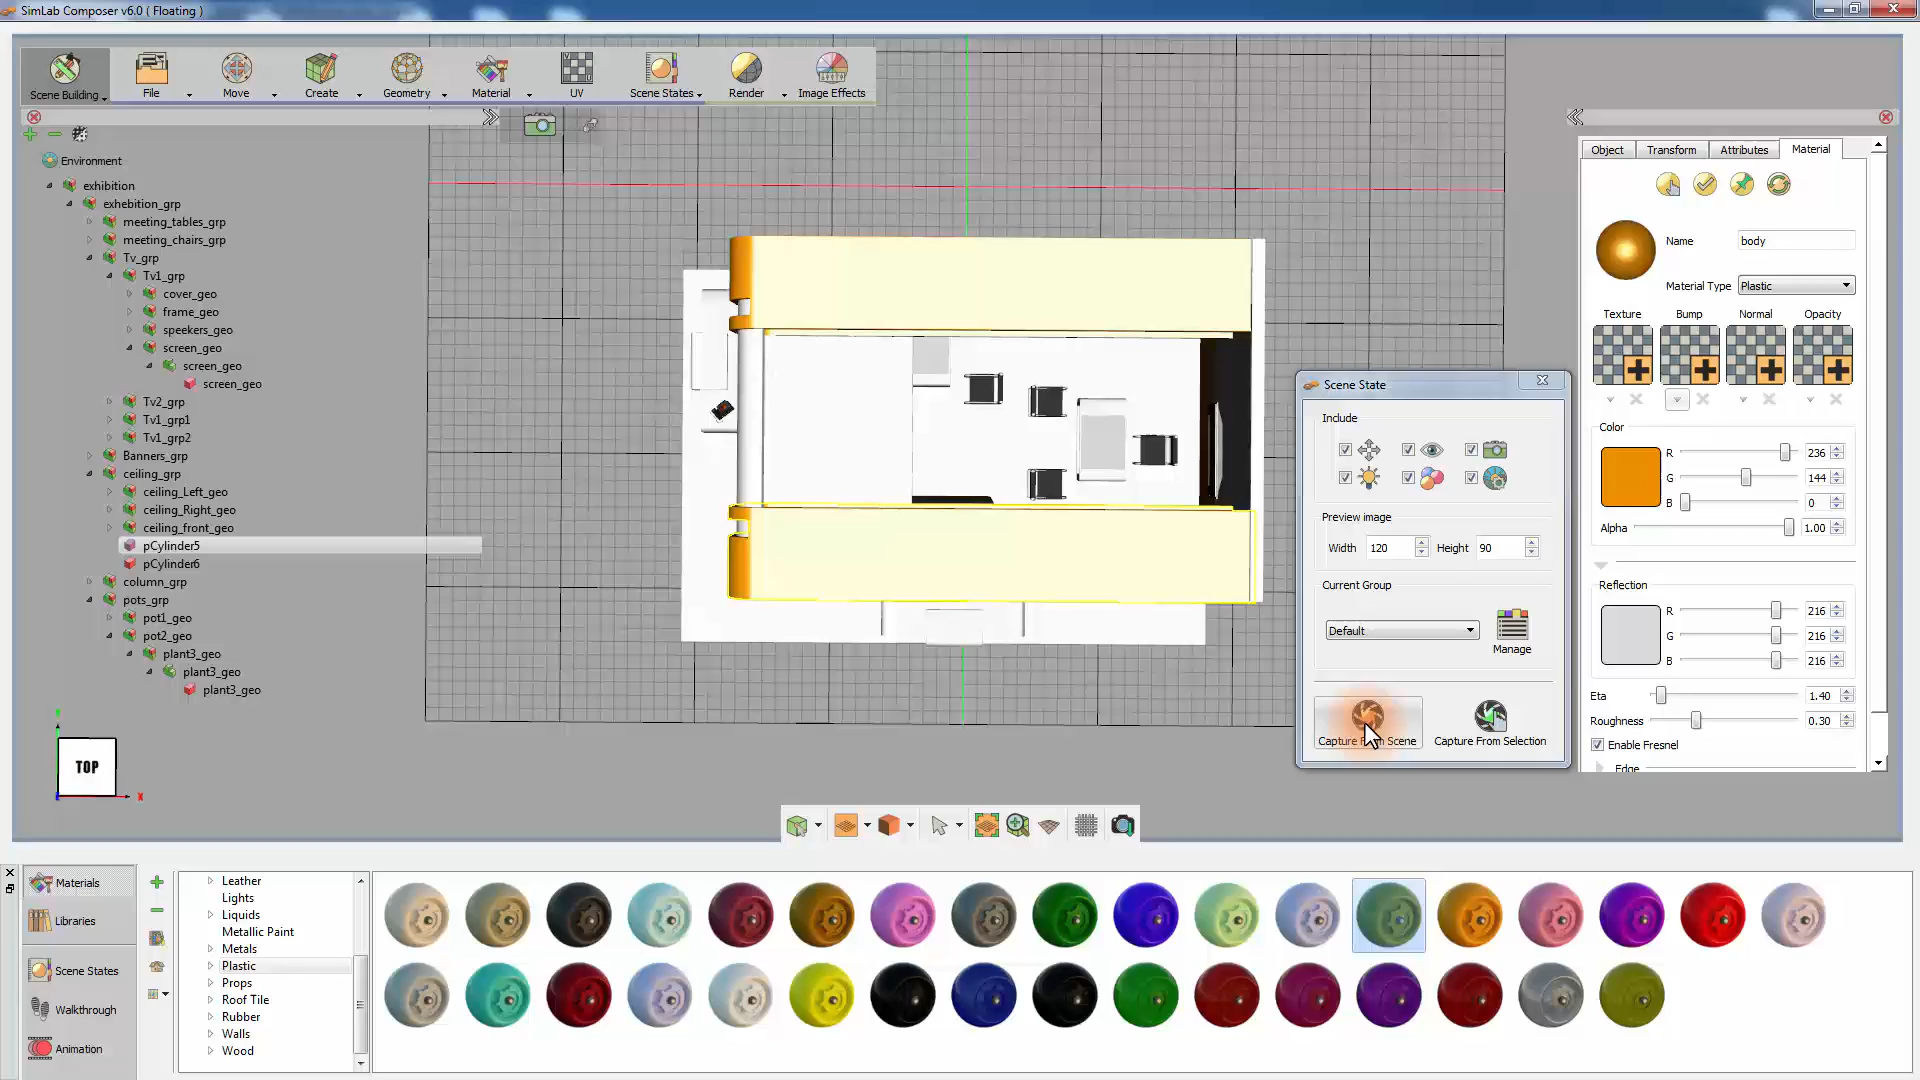 SimLab Composer v6.0 ( Floating )
Scene Building
File
Move
Create
Geometry
Material
UV
Scene States
Render
Image Effects
Environment
exhibition
exhebition_grp
meeting_tables_grp
meeting_chairs_grp
Tv_grp
Tv1_grp
cover_geo
frame_geo
speekers_geo
screen_geo
screen_geo
screen_geo
Tv2_grp
Tv1_grp1
Tv1_grp2
Banners_grp
ceiling_grp
ceiling_Left_geo
ceiling_Right_geo
ceiling_front_geo
pCylinder5
pCylinder6
column_grp
pots_grp
pot1_geo
pot2_geo
plant3_geo
plant3_geo
plant3_geo
TOP
X
Scene State
Include
Preview image
Width 120 Height 90
Current Group
Default
Manage
Capture From Scene
Capture From Selection
Object Transform Attributes Material
Name body
Material Type Plastic
Texture Bump Normal Opacity
Color
R 236
G 144
B 0
Alpha 1.00
Reflection
R 216
G 216
B 216
Eta 1.40
Roughness 0.30
Enable Fresnel
Edge
Materials
Libraries
Scene States
Walkthrough
Animation
Leather
Lights
Liquids
Metallic Paint
Metals
Plastic
Props
Roof Tile
Rubber
Walls
Wood